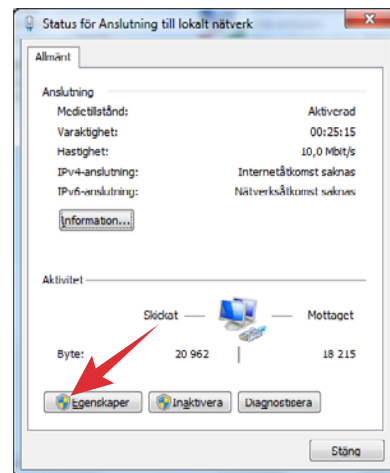 Status för Anslutning till lokalt nätverk
Allmänt
Anslutning
Medietillstånd: Aktiverad
Varaktighet: 00:25:15
Hastighet: 10,0 Mbit/s
IPv4-anslutning: Internetåtkomst saknas
IPv6-anslutning: Nätverksåtkomst saknas
Information...
Aktivitet
Skickat — Mottaget
Byte: 20 962 | 18 215
Egenskaper Inaktivera Diagnostisera
Stäng